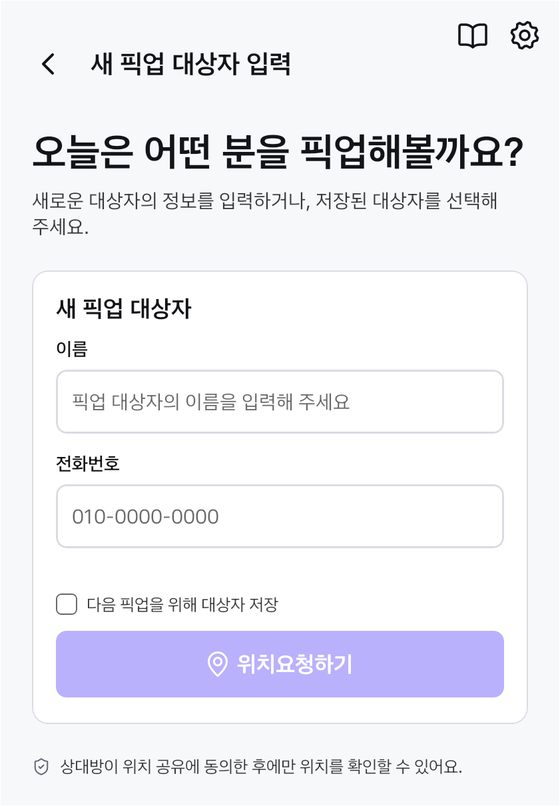 새 픽업 대상자 입력
오늘은 어떤 분을 픽업해볼까요?
새로운 대상자의 정보를 입력하거나, 저장된 대상자를 선택해
주세요.
새 픽업 대상자
이름
픽업 대상자의 이름을 입력해 주세요
전화번호
010-0000-0000
다음 픽업을 위해 대상자 저장
위치요청하기
상대방이 위치 공유에 동의한 후에만 위치를 확인할 수 있어요.